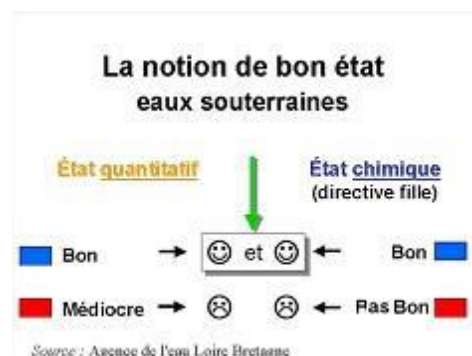 La notion de bon état
eaux souterraines
État quantitatif
État chimique
(directive fille)
Bon et Bon
Médiocre Pas Bon
Source : Agence de l'eau Loire Bretagne